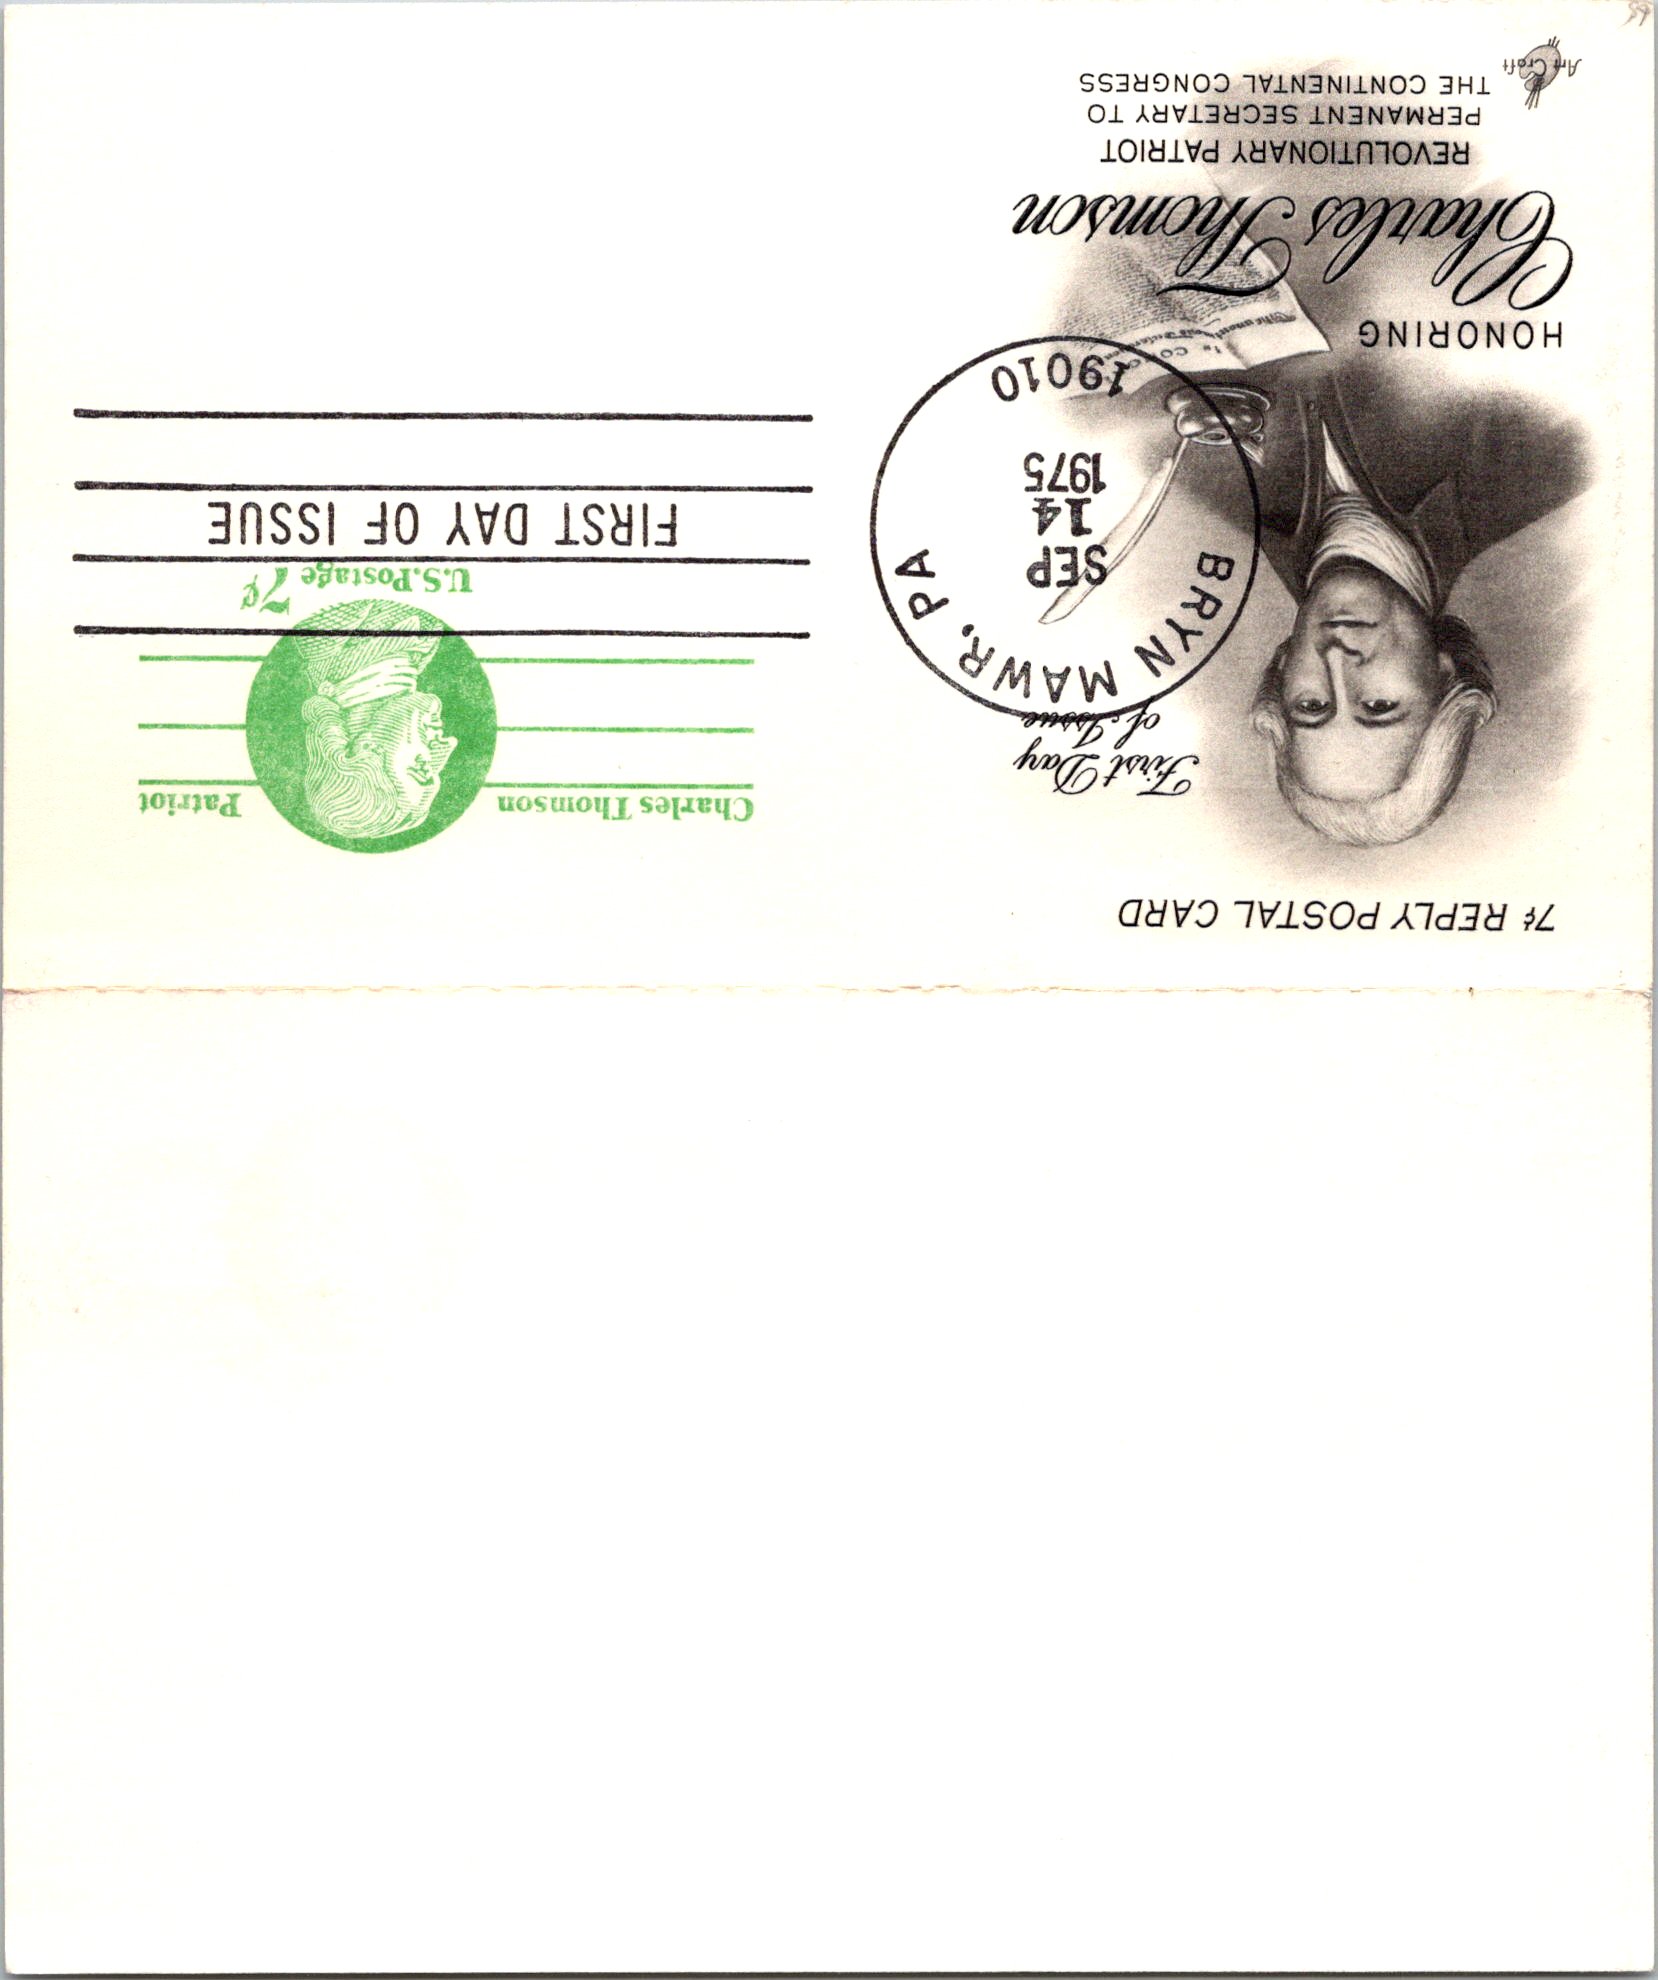 7¢ REPLY POSTAL CARD
First Day
of Issue
BRYN MAWR, PA
SEP
14
1975
19010
HONORING
Charles Thomson
REVOLUTIONARY PATRIOT
PERMANENT SECRETARY TO
THE CONTINENTAL CONGRESS
Art Craft
Charles Thomson Patriot
U.S. Postage 7¢
FIRST DAY OF ISSUE